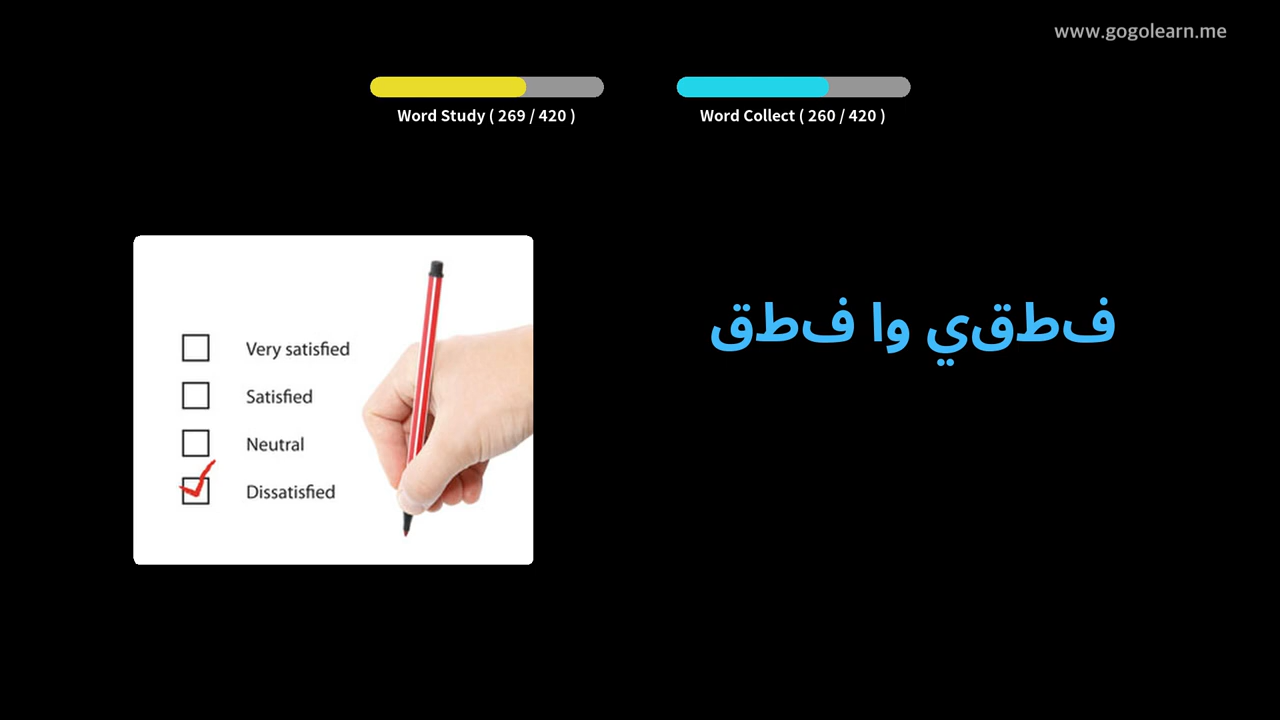 www.gogolearn.me
Word Study ( 269 / 420 )
Word Collect ( 260 / 420 )
Very satisfied
Satisfied
Neutral
Dissatisfied
فطقي وا فطق